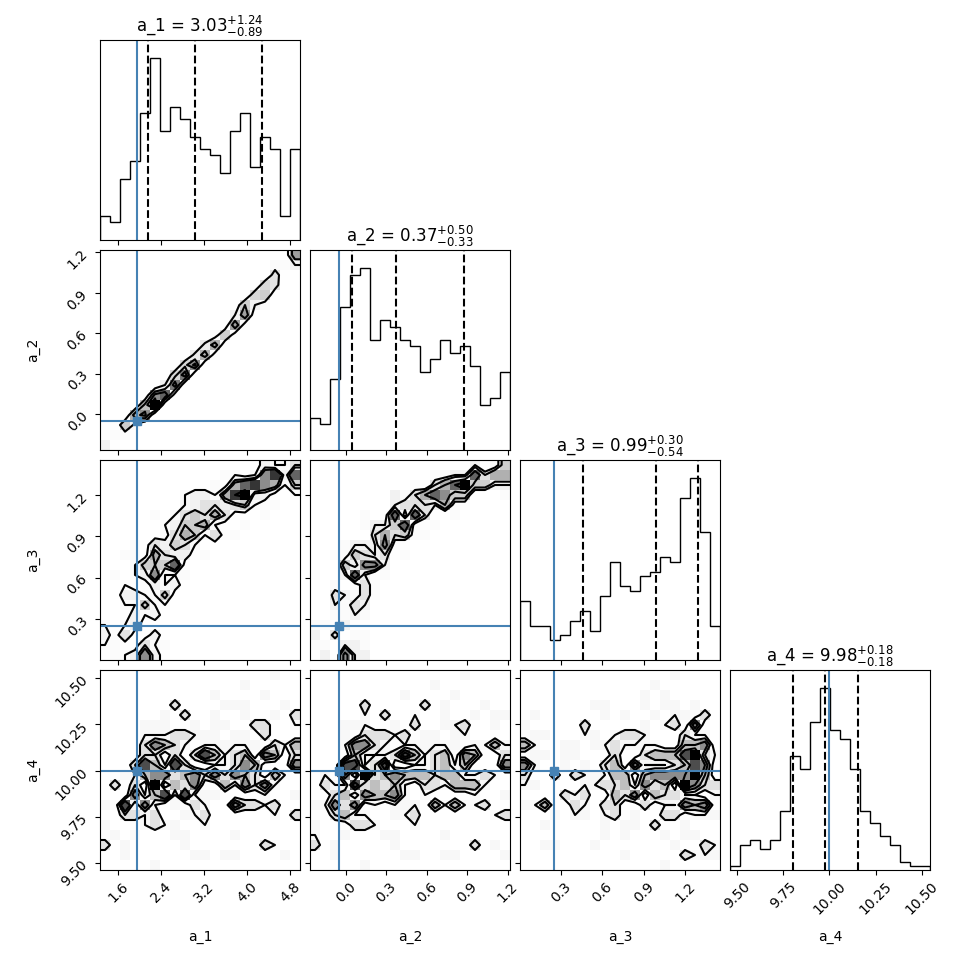 a_1 = 3.03+1.24−0.89
a_2 = 0.37+0.50−0.33
a_3 = 0.99+0.30−0.54
a_4 = 9.98+0.18−0.18
a_2
1.2
0.9
0.6
0.3
0.0
a_3
1.2
0.9
0.6
0.3
a_4
10.50
10.25
10.00
9.75
9.50
1.6 2.4 3.2 4.0 4.8
0.0 0.3 0.6 0.9 1.2
0.3 0.6 0.9 1.2
9.50 9.75 10.00 10.25 10.50
a_1 a_2 a_3 a_4